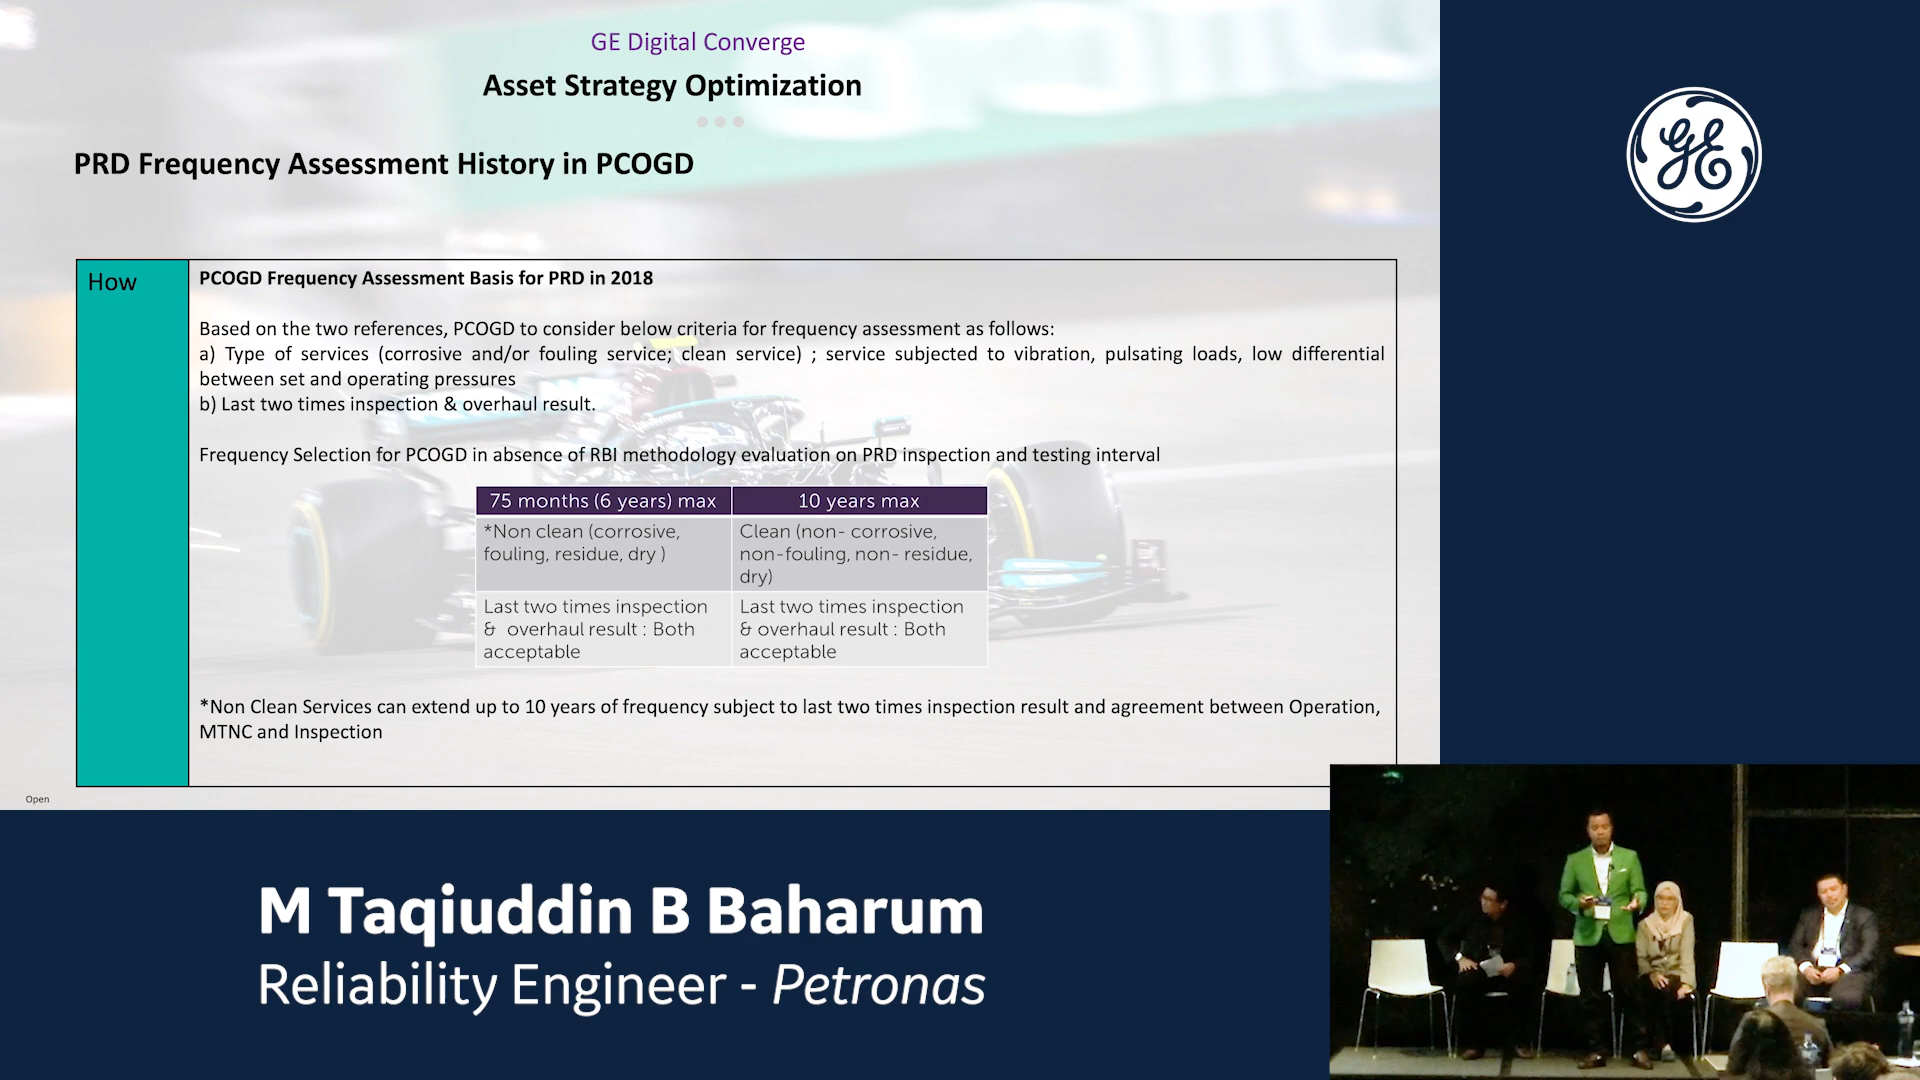 GE Digital Converge
Asset Strategy Optimization
PRD Frequency Assessment History in PCOGD
How
PCOGD Frequency Assessment Basis for PRD in 2018
Based on the two references, PCOGD to consider below criteria for frequency assessment as follows:
a) Type of services (corrosive and/or fouling service; clean service) ; service subjected to vibration, pulsating loads, low differential
between set and operating pressures
b) Last two times inspection & overhaul result.
Frequency Selection for PCOGD in absence of RBI methodology evaluation on PRD inspection and testing interval
75 months (6 years) max
10 years max
*Non clean (corrosive,
fouling, residue, dry )
Clean (non- corrosive,
non-fouling, non- residue,
dry)
Last two times inspection
& overhaul result : Both
acceptable
Last two times inspection
& overhaul result : Both
acceptable
*Non Clean Services can extend up to 10 years of frequency subject to last two times inspection result and agreement between Operation,
MTNC and Inspection
Open
GE
M Taqiuddin B Baharum
Reliability Engineer - Petronas